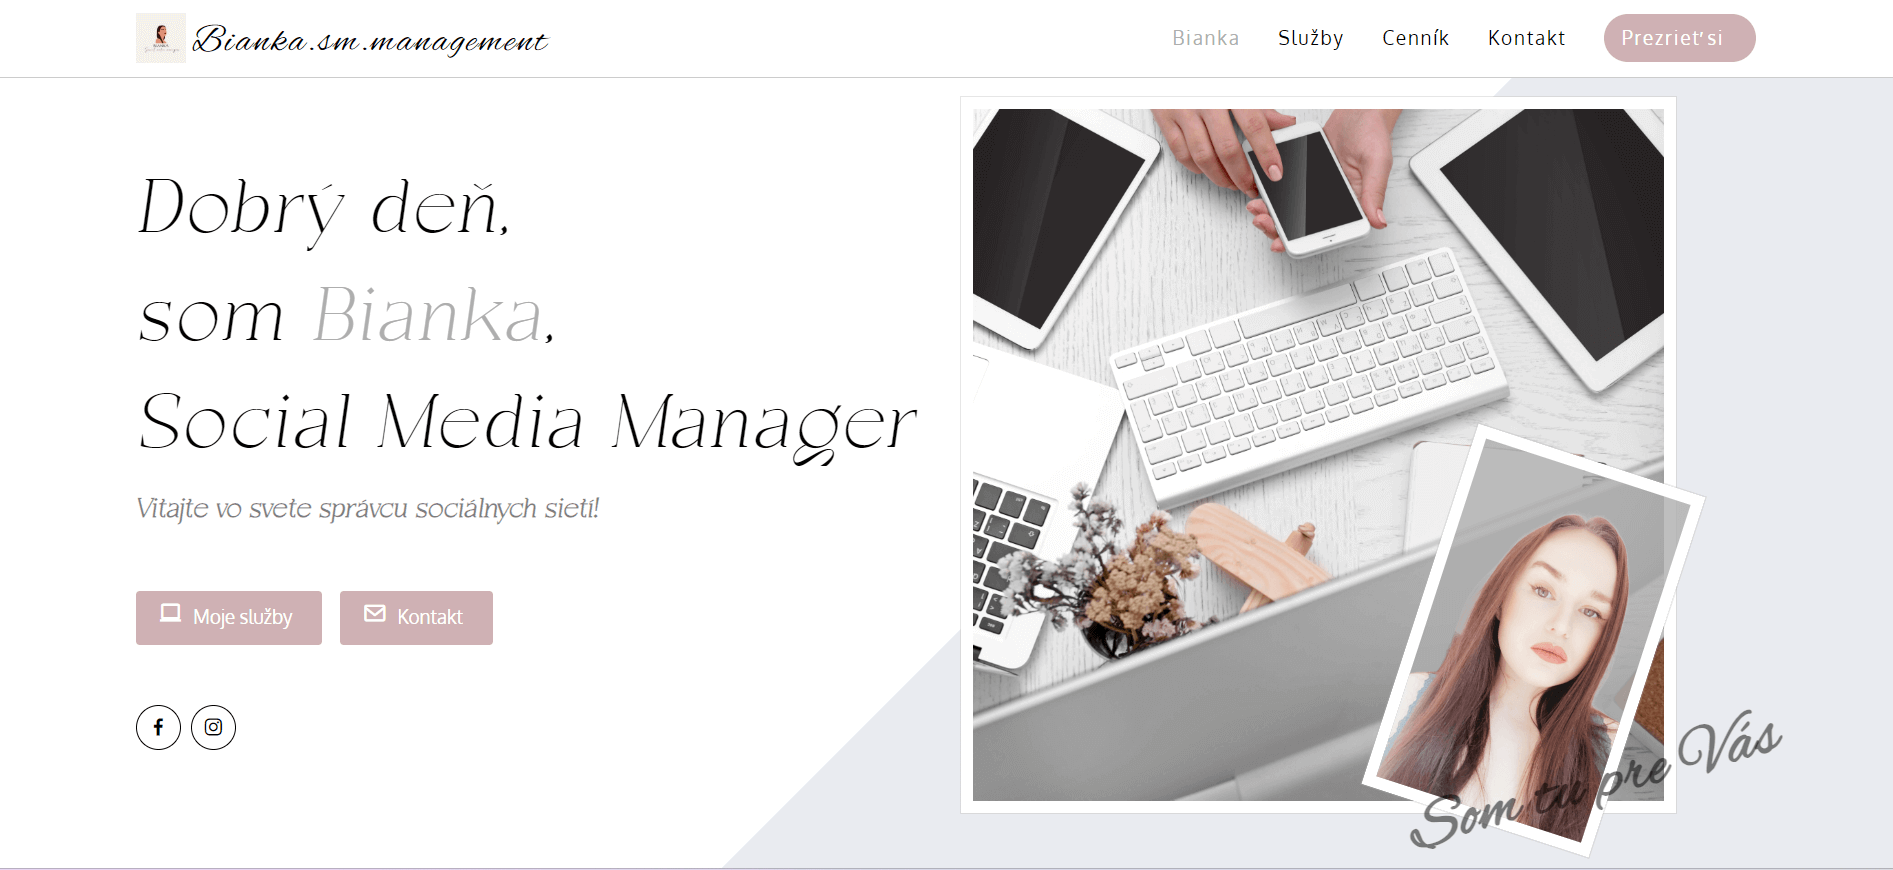 Bianka.sm.management
Bianka
Služby
Cenník
Kontakt
Prezrieť si
Dobrý deň,
som Bianka,
Social Media Manager
Vitajte vo svete správcu sociálnych sietí!
Moje služby
Kontakt
Som tu pre Vás